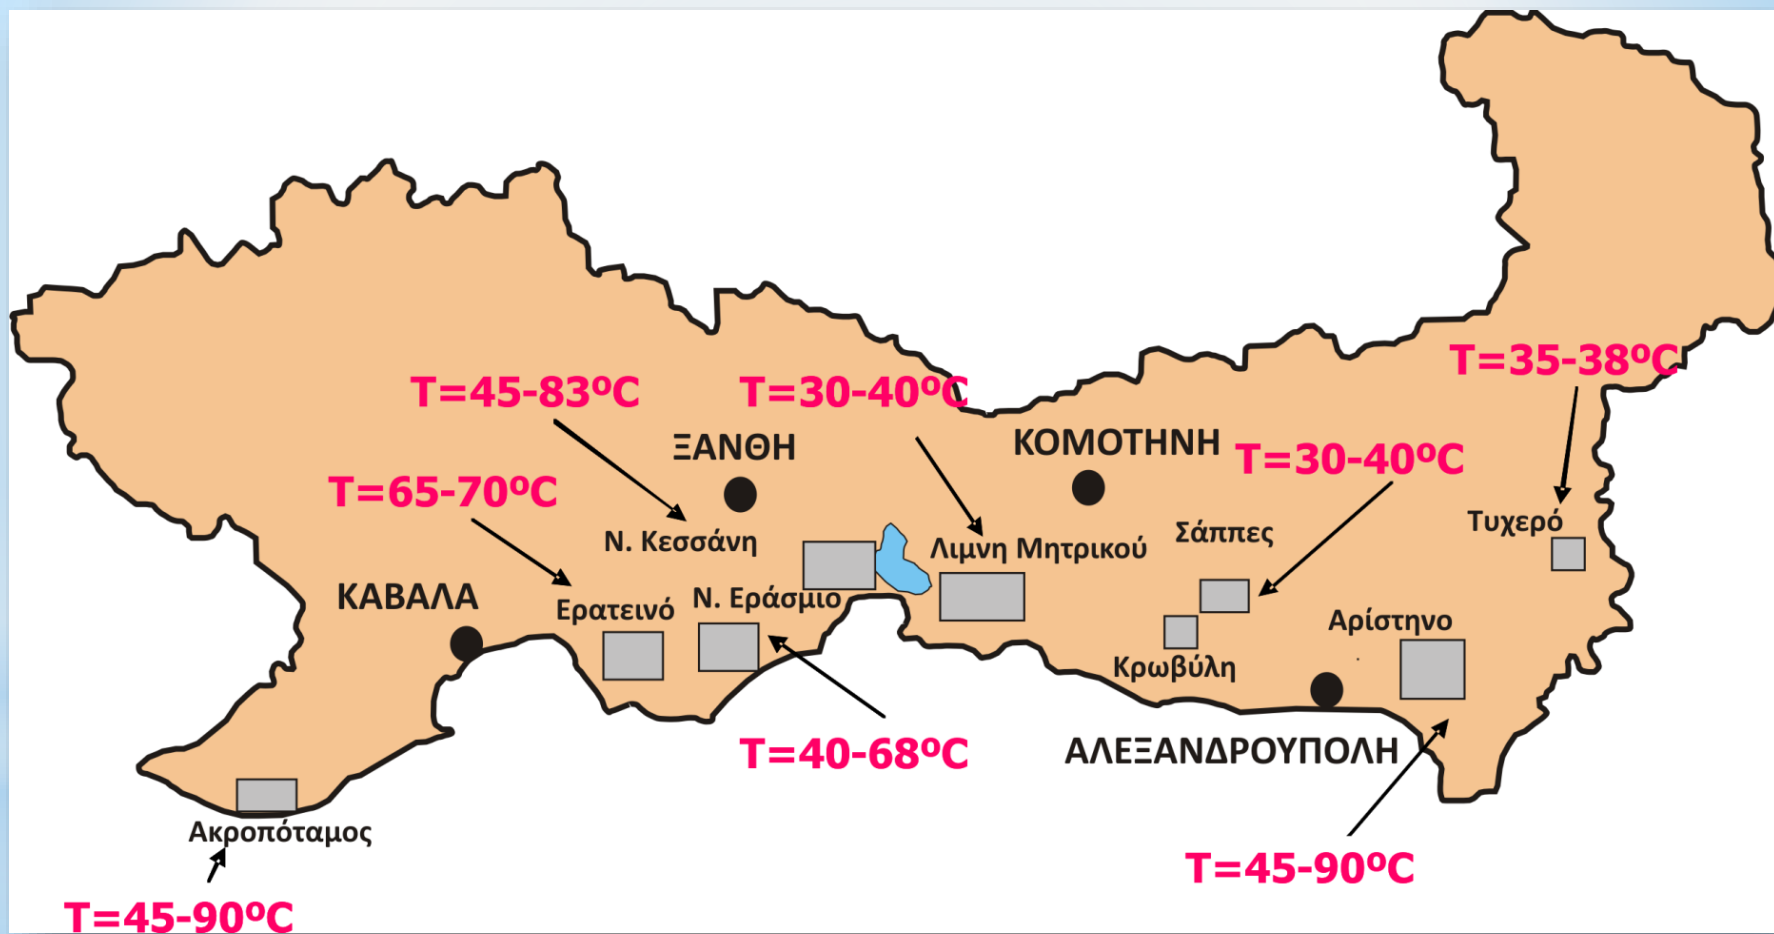 T=35-38ºC
T=45-83ºC
T=30-40ºC
ΞΑΝΘΗ
ΚΟΜΟΤΗΝΗ
T=30-40ºC
T=65-70ºC
Τυχερό
Σάππες
Ν. Κεσσάνη
Λιμνη Μητρικού
ΚΑΒΑΛΑ
Ερατεινό
Ν. Εράσμιο
Αρίστηνο
Κρωβύλη
T=40-68ºC
ΑΛΕΞΑΝΔΡΟΥΠΟΛΗ
Ακροπόταμος
T=45-90ºC
T=45-90ºC